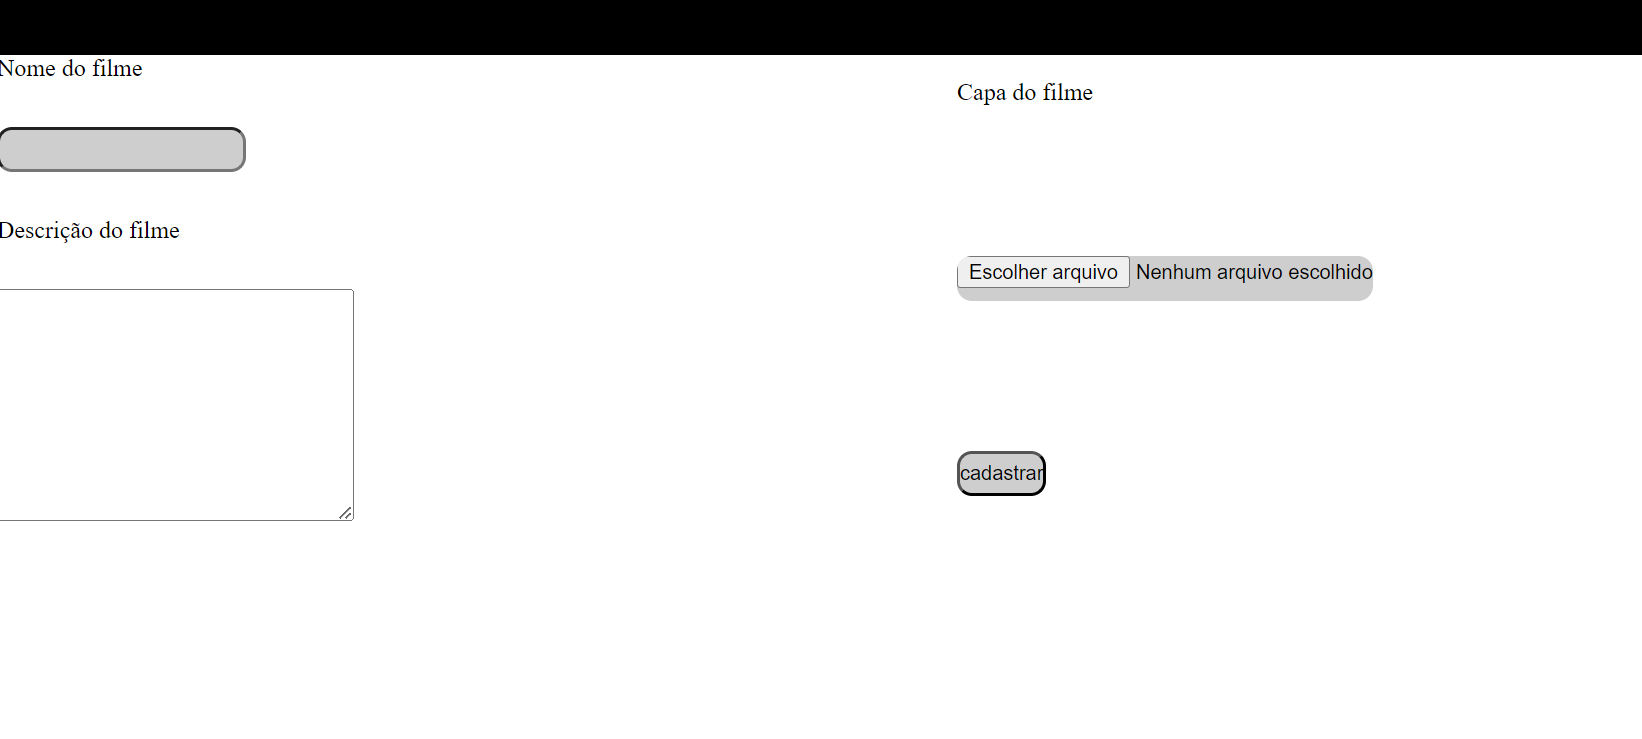 Nome do filme
Descrição do filme
Capa do filme
Escolher arquivo Nenhum arquivo escolhido
cadastrar